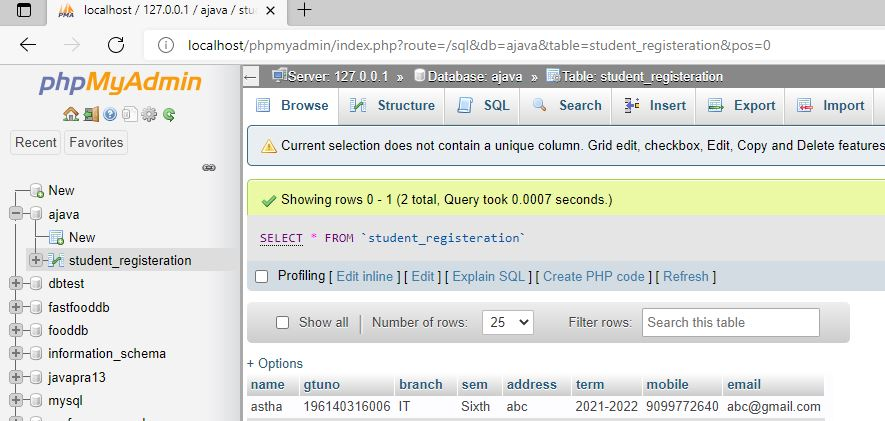 localhost / 127.0.0.1 / ajava / stu
localhost/phpmyadmin/index.php?route=/sql&db=ajava&table=student_registeration&pos=0
phpMyAdmin
Recent Favorites
New
ajava
New
student_registeration
dbtest
fastfooddb
fooddb
information_schema
javapra13
mysql
Server: 127.0.0.1 » Database: ajava » Table: student_registeration
Browse Structure SQL Search Insert Export Import
Current selection does not contain a unique column. Grid edit, checkbox, Edit, Copy and Delete features
Showing rows 0 - 1 (2 total, Query took 0.0007 seconds.)
SELECT * FROM `student_registeration`
Profiling [ Edit inline ] [ Edit ] [ Explain SQL ] [ Create PHP code ] [ Refresh ]
Show all Number of rows: 25 Filter rows: Search this table
+ Options
name gtuno branch sem address term mobile email
astha 196140316006 IT Sixth abc 2021-2022 9099772640 abc@gmail.com